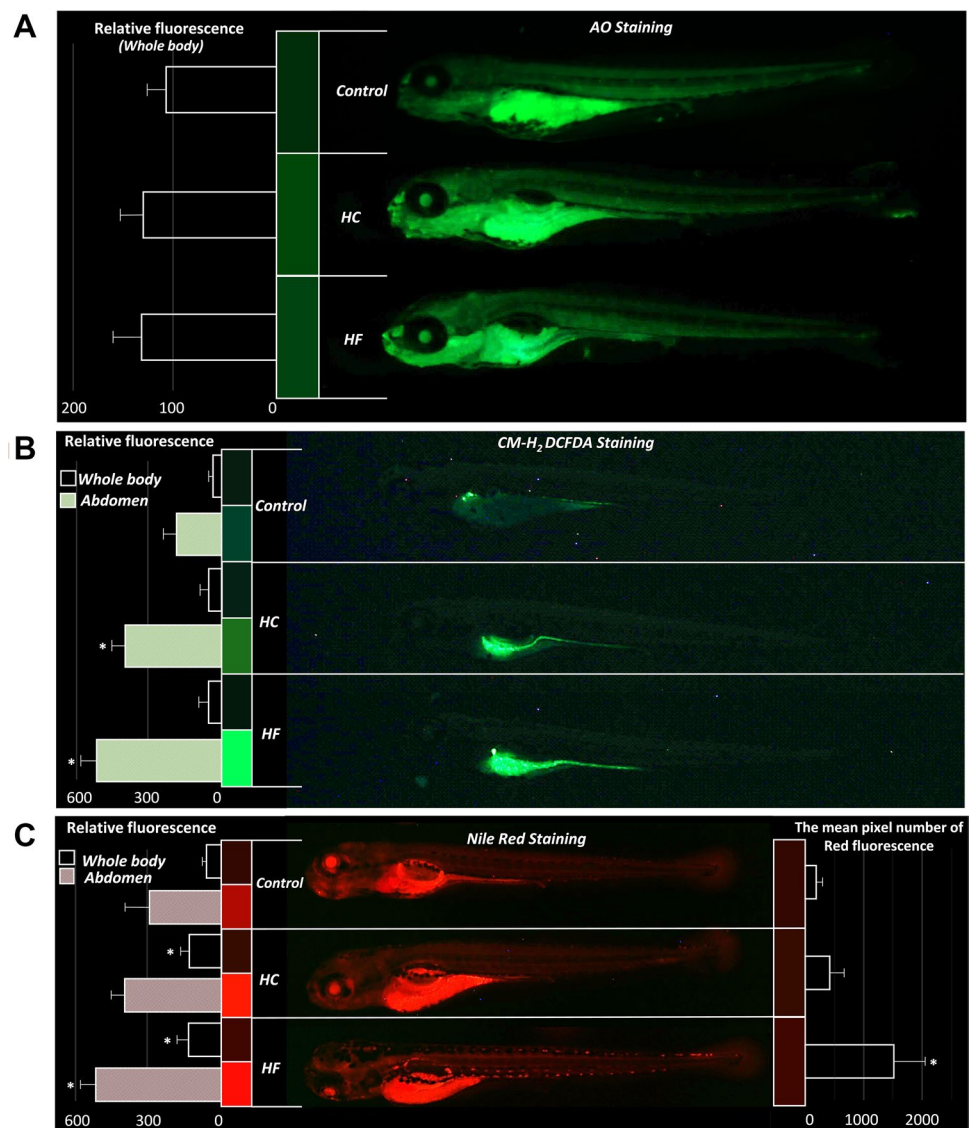 A
Relative fluorescence
(Whole body)
AO Staining
Control
HC
HF
200
100
0
B
Relative fluorescence
CM-H₂DCFDA Staining
Whole body
Abdomen
Control
*
HC
HF
*
600
300
0
C
Relative fluorescence
Nile Red Staining
The mean pixel number of
Red fluorescence
Whole body
Abdomen
Control
*
HC
*
HF
*
*
600
300
0
0
1000
2000